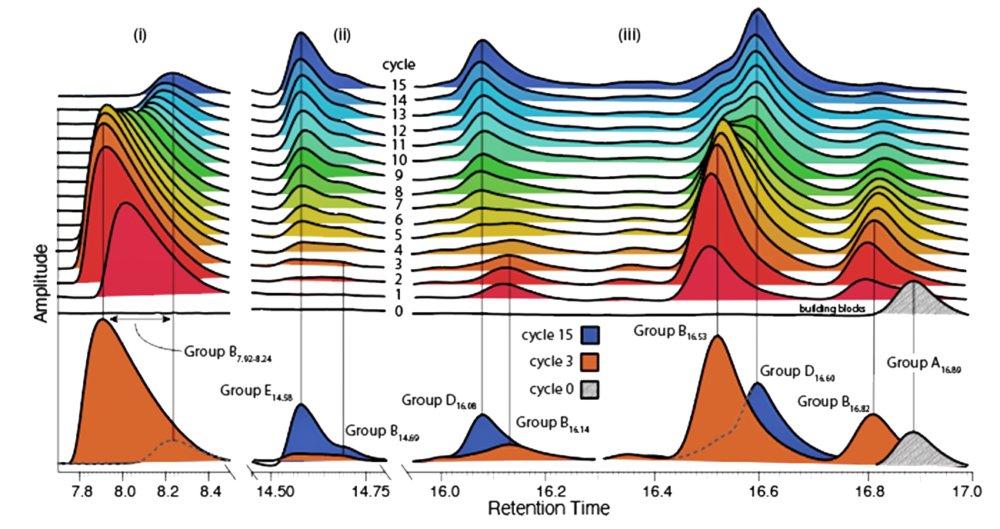 (i)
(ii)
(iii)
cycle
15
14
13
12
11
10
9
8
7
6
5
4
3
2
1
0
building blocks
Amplitude
Group B7.92-8.24
Group E14.58
Group B14.69
Group D16.08
Group B16.14
cycle 15
cycle 3
cycle 0
Group B16.53
Group D16.60
Group B16.82
Group A16.89
7.8 8.0 8.2 8.4 14.50 14.75 16.0 16.2 16.4 16.6 16.8 17.0
Retention Time